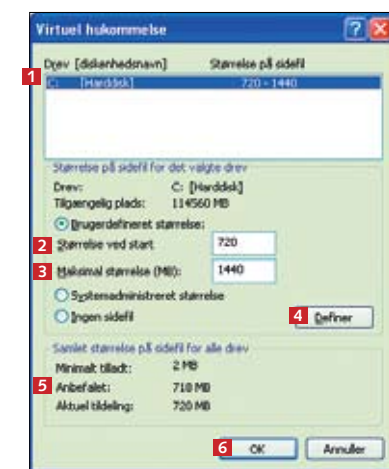 Virtuel hukommelse
Drev [diskenhedsnavn] Størrelse på sidefil
1
C: [Harddisk] 720 - 1440
Størrelse på sidefil for det valgte drev
Drev: C: [Harddisk]
Tilgængelig plads: 114560 MB
Brugerdefineret størrelse:
2 Størrelse ved start 720
3 Maksimal størrelse (MB): 1440
Systemadministreret størrelse
Ingen sidefil
4 Definer
Samlet størrelse på sidefil for alle drev
Minimalt tilladt: 2 MB
5 Anbefalet: 718 MB
Aktuel tildeling: 720 MB
6 OK Annuller